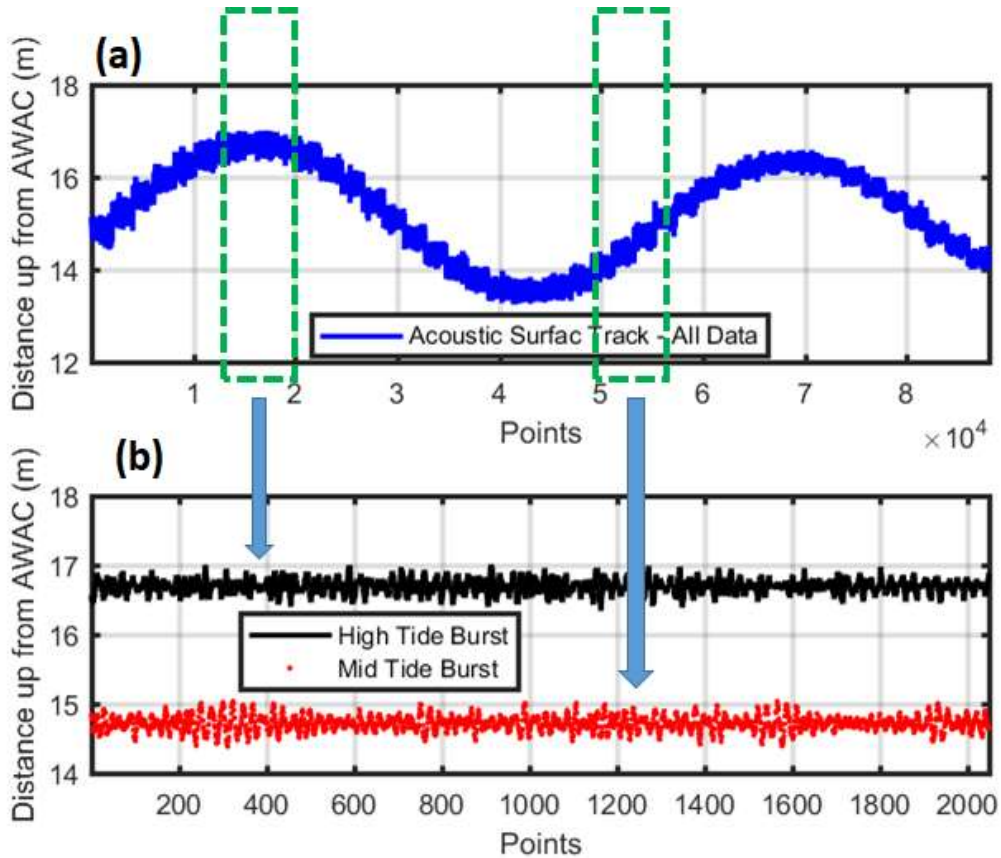 (a)
Distance up from AWAC (m)
18
16
14
12
Acoustic Surfac Track - All Data
1 2 3 4 5 6 7 8
Points
× 10^4
(b)
Distance up from AWAC (m)
18
17
16
15
14
High Tide Burst
Mid Tide Burst
200 400 600 800 1000 1200 1400 1600 1800 2000
Points